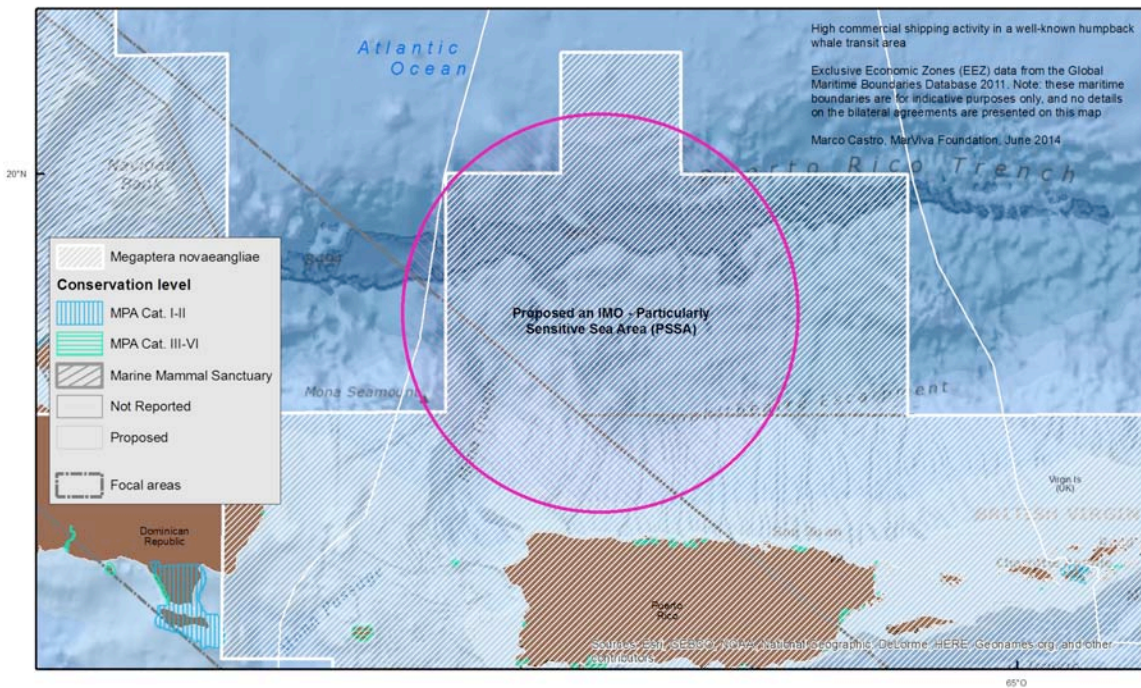 High commercial shipping activity in a well-known humpback
whale transit area
Exclusive Economic Zones (EEZ) data from the Global
Maritime Boundaries Database 2011. Note: these maritime
boundaries are for indicative purposes only, and no details
on the bilateral agreements are presented on this map
Marco Castro, MarViva Foundation, June 2014
Atlantic
Ocean
Navidad
Bank
Rico Trench
20°N
Megaptera novaeangliae
Conservation level
MPA Cat. I-II
MPA Cat. III-VI
Marine Mammal Sanctuary
Not Reported
Proposed
Focal areas
Proposed an IMO - Particularly
Sensitive Sea Area (PSSA)
Mona Seamount
Virgin Is
(UK)
BRITISH VIRGIN
San Juan
Dominican
Republic
Passage
Puerto
Rico
Sources: Esri, GEBCO, NOAA, National Geographic, DeLorme, HERE, Geonames.org, and other
contributors
65°O